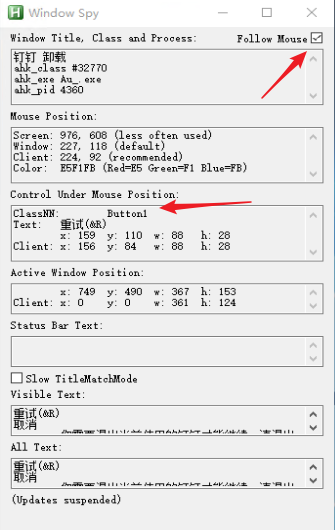 Window Spy
Window Title, Class and Process:
Follow Mouse
钉钉 卸载
ahk_class #32770
ahk_exe Au_.exe
ahk_pid 4360
Mouse Position:
Screen: 976, 608 (less often used)
Window: 227, 118 (default)
Client: 224, 92 (recommended)
Color: E5F1FB (Red=E5 Green=F1 Blue=FB)
Control Under Mouse Position:
ClassNN: Button1
Text: 重试(&R)
x: 159 y: 110 w: 88 h: 28
Client: x: 156 y: 84 w: 88 h: 28
Active Window Position:
x: 749 y: 490 w: 367 h: 153
Client: x: 0 y: 0 w: 361 h: 124
Status Bar Text:
Slow TitleMatchMode
Visible Text:
重试(&R)
取消
All Text:
重试(&R)
取消
(Updates suspended)